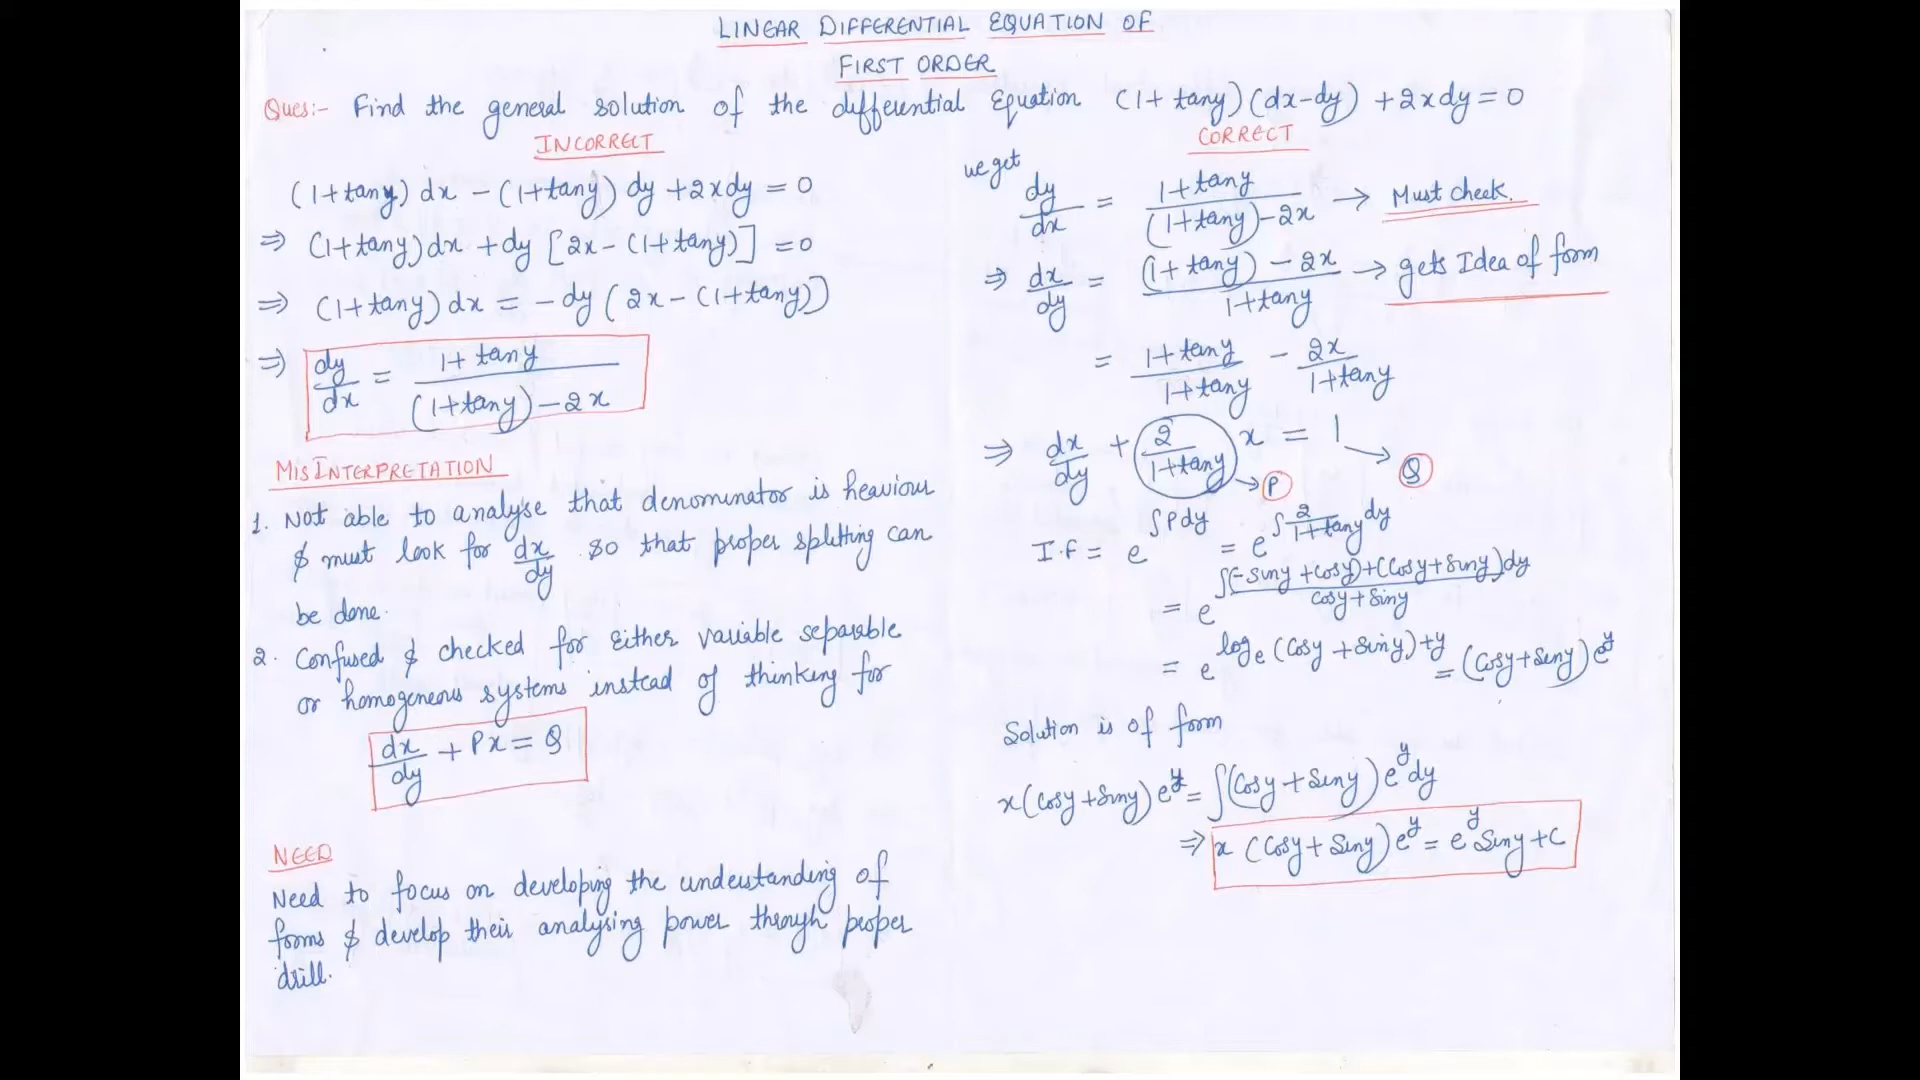 LINEAR DIFFERENTIAL EQUATION OF
FIRST ORDER
Ques:- Find the general solution of the differential Equation (1+ tany) (dx-dy) + 2xdy = 0
INCORRECT
(1+tany) dx - (1+tany) dy + 2xdy = 0
⇒ (1+tany) dx + dy [2x - (1+tany)] = 0
⇒ (1+tany) dx = - dy (2x - (1+tany))
⇒ dy/dx = 1+ tany / (1+tany) - 2x
MISINTERPRETATION
1. Not able to analyse that denominator is heaviour
& must look for dx/dy so that proper splitting can
be done.
2. Confused & checked for Either variable separable
or homogeneous systems instead of thinking for
dx/dy + Px = Q
NEED
Need to focus on developing the understanding of
forms & develop their analysing power through proper
drill.
CORRECT
we get
dy/dx = 1+tany / (1+tany) - 2x → Must check.
⇒ dx/dy = (1+ tany) - 2x / 1+tany → gets Idea of form
= 1+ tany / 1+ tany - 2x / 1+tany
⇒ dx/dy + 2/1+tany x = 1 → Q
→ P
I.F = e^∫Pdy = e^∫ 2/1+tany dy
= e^∫(-Siny + Cosy) + (Cosy + Siny) dy / Cosy + Siny
= e^loge (Cosy + Siny) + y = (Cosy + Siny) e^y
Solution is of form
x (Cosy + Siny) e^y = ∫(Cosy + Siny) e^y dy
⇒ x (Cosy + Siny) e^y = e^y Siny + C